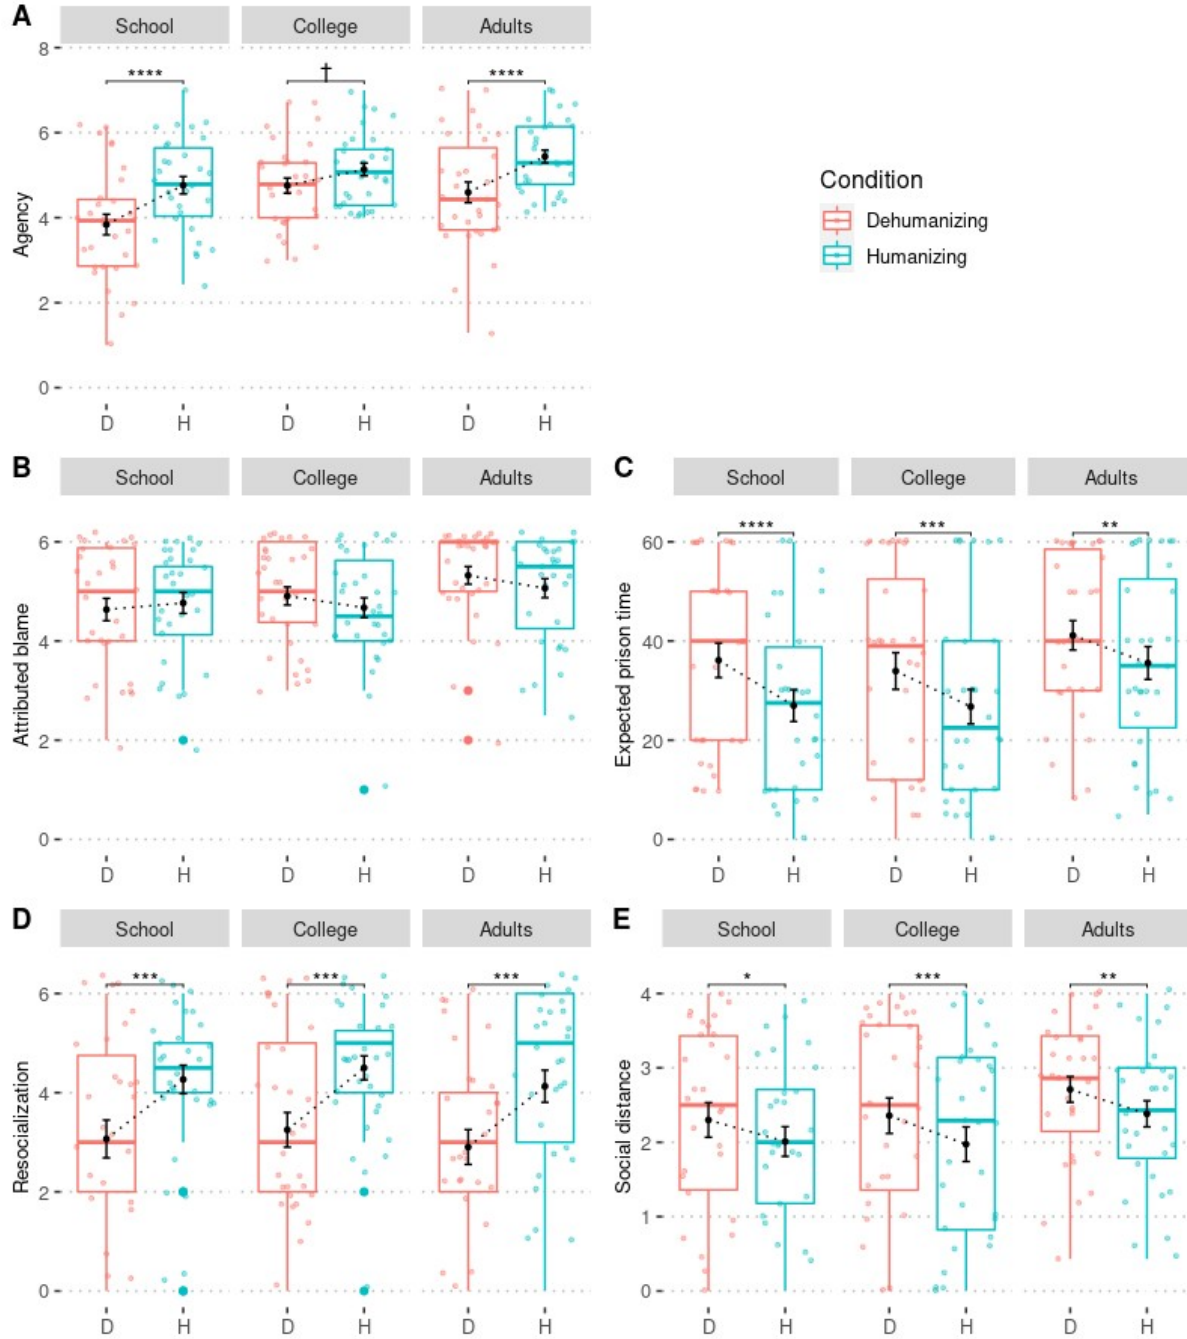 A
School College Adults
8
**** † ****
6
4
2
0
Agency
D H D H D H
Condition
Dehumanizing
Humanizing
B
School College Adults
6
4
2
0
Attributed blame
D H D H D H
C
School College Adults
**** *** **
60
40
20
0
Expected prison time
D H D H D H
D
School College Adults
*** *** ***
6
4
2
0
Resocialization
D H D H D H
E
School College Adults
* *** **
4
3
2
1
0
Social distance
D H D H D H